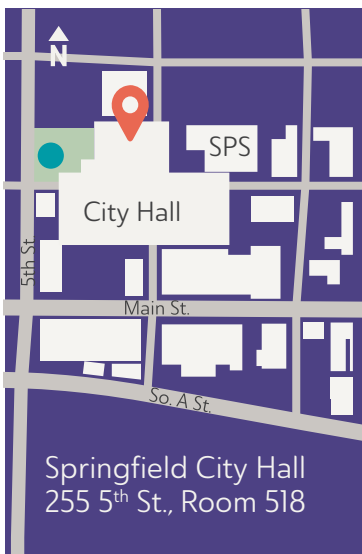 N
SPS
City Hall
5th St.
Main St.
So. A St.
Springfield City Hall
255 5th St., Room 518